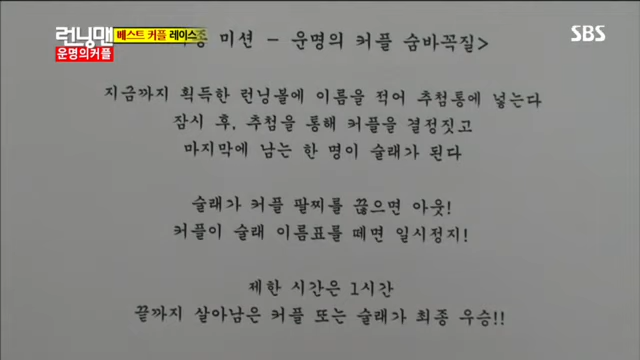 런닝맨
운명의커플
베스트 커플 레이스
SBS
미션 - 운명의 커플 숨바꼭질>
지금까지 획득한 런닝볼에 이름을 적어 추첨통에 넣는다
잠시 후, 추첨을 통해 커플을 결정짓고
마지막에 남는 한 명이 술래가 된다
술래가 커플 팔찌를 끊으면 아웃!
커플이 술래 이름표를 떼면 일시정지!
제한 시간은 1시간
끝까지 살아남은 커플 또는 술래가 최종 우승!!